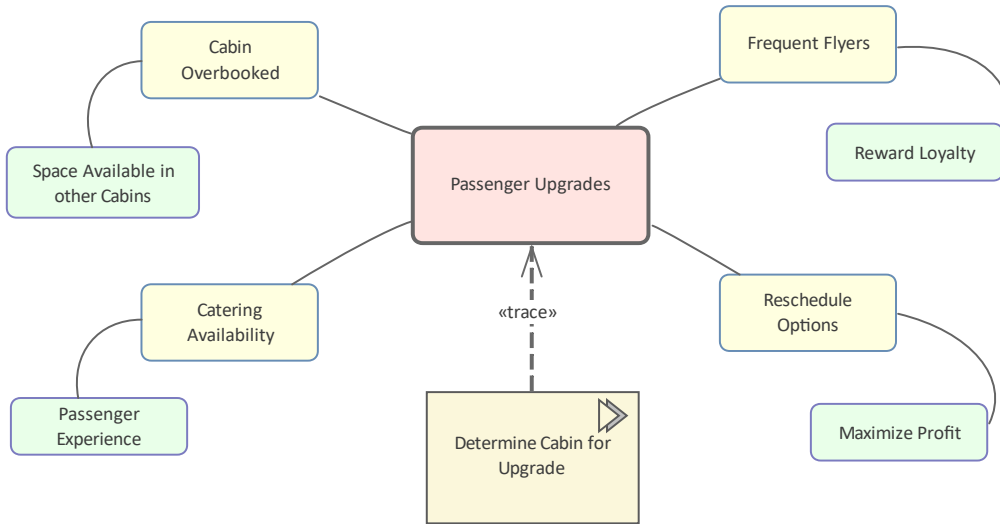 Cabin
Overbooked
Frequent Flyers
Space Available in
other Cabins
Passenger Upgrades
Reward Loyalty
Catering
Availability
«trace»
Reschedule
Options
Passenger
Experience
Determine Cabin for
Upgrade
Maximize Profit